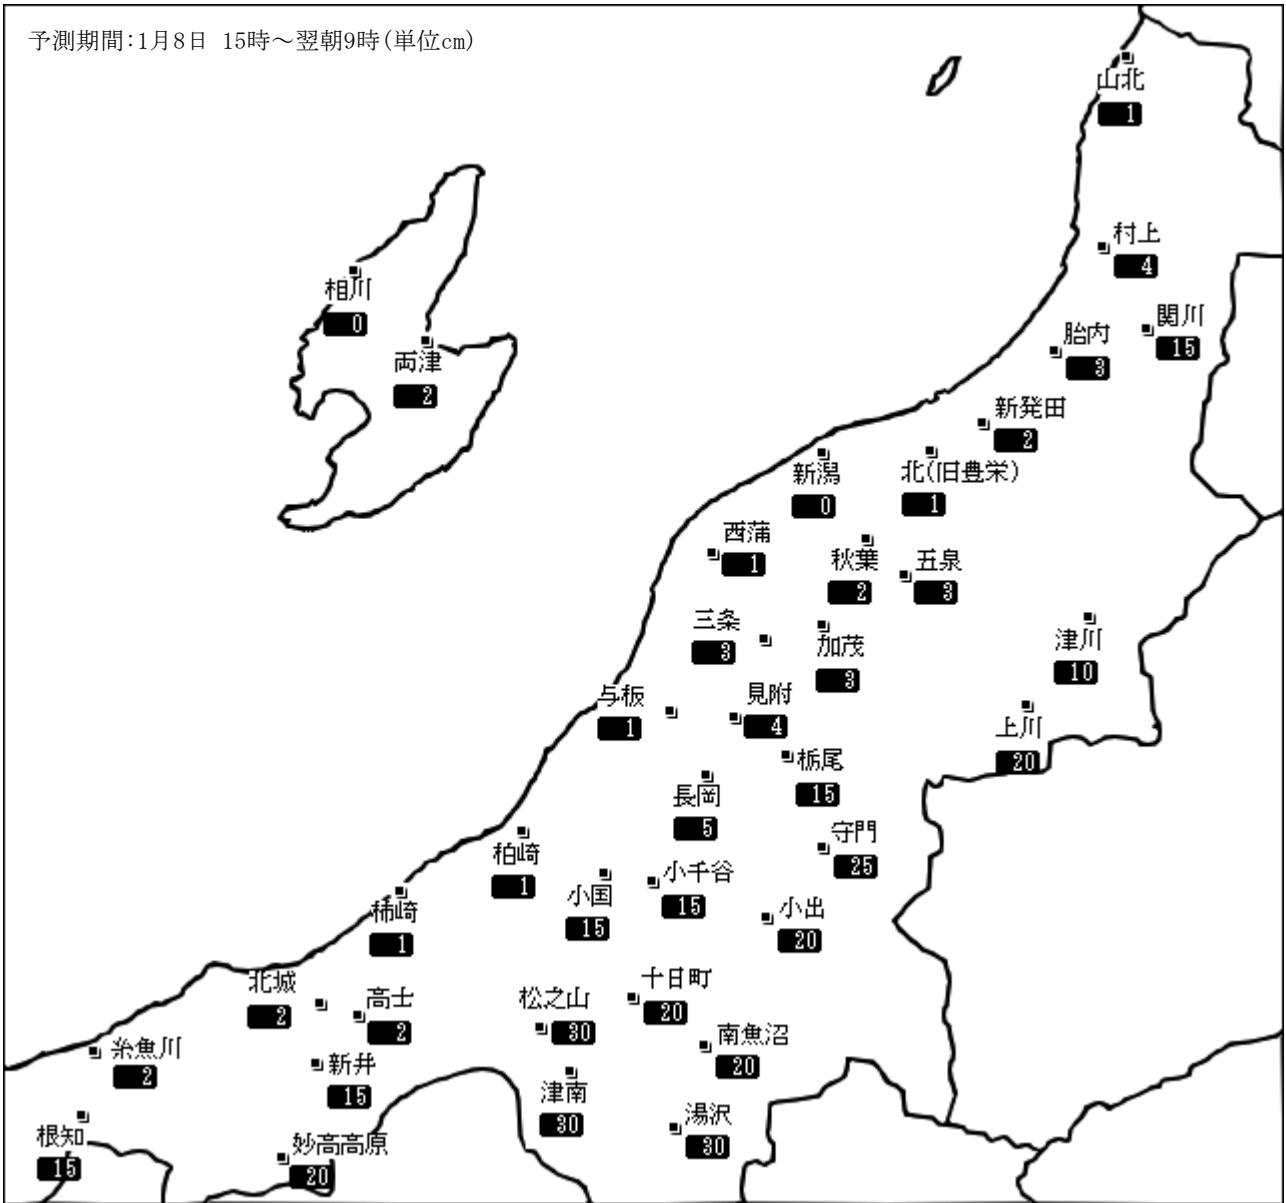 予測期間:1月8日 15時～翌朝9時(単位cm)
山北
1
村上
4
関川
15
胎内
3
相川
0
両津
2
新発田
2
新潟
0
北(旧豊栄)
1
西蒲
1
秋葉
2
五泉
3
三条
3
加茂
3
津川
10
与板
1
見附
4
上川
20
栃尾
15
長岡
5
守門
25
柏崎
1
小国
15
小千谷
15
小出
20
柿崎
1
北城
2
高士
2
松之山
30
十日町
20
南魚沼
20
糸魚川
2
新井
15
津南
30
湯沢
30
根知
15
妙高高原
20